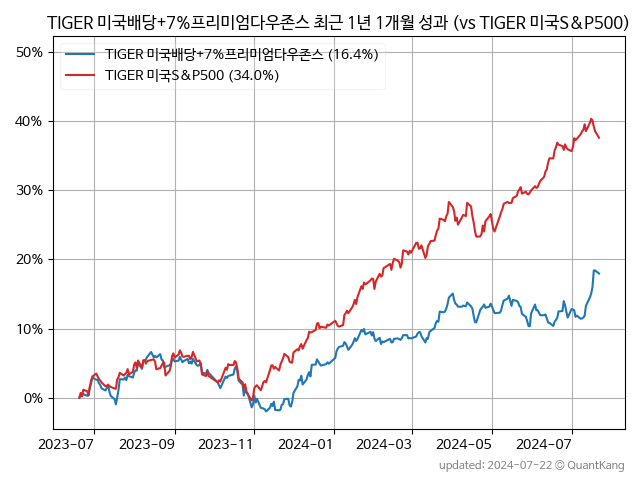 TIGER 미국배당+7%프리미엄다우존스 최근 1년 1개월 성과 (vs TIGER 미국S&P500)
TIGER 미국배당+7%프리미엄다우존스 (16.4%)
TIGER 미국S&P500 (34.0%)
50%
40%
30%
20%
10%
0%
2023-07 2023-09 2023-11 2024-01 2024-03 2024-05 2024-07
updated: 2024-07-22 © QuantKang